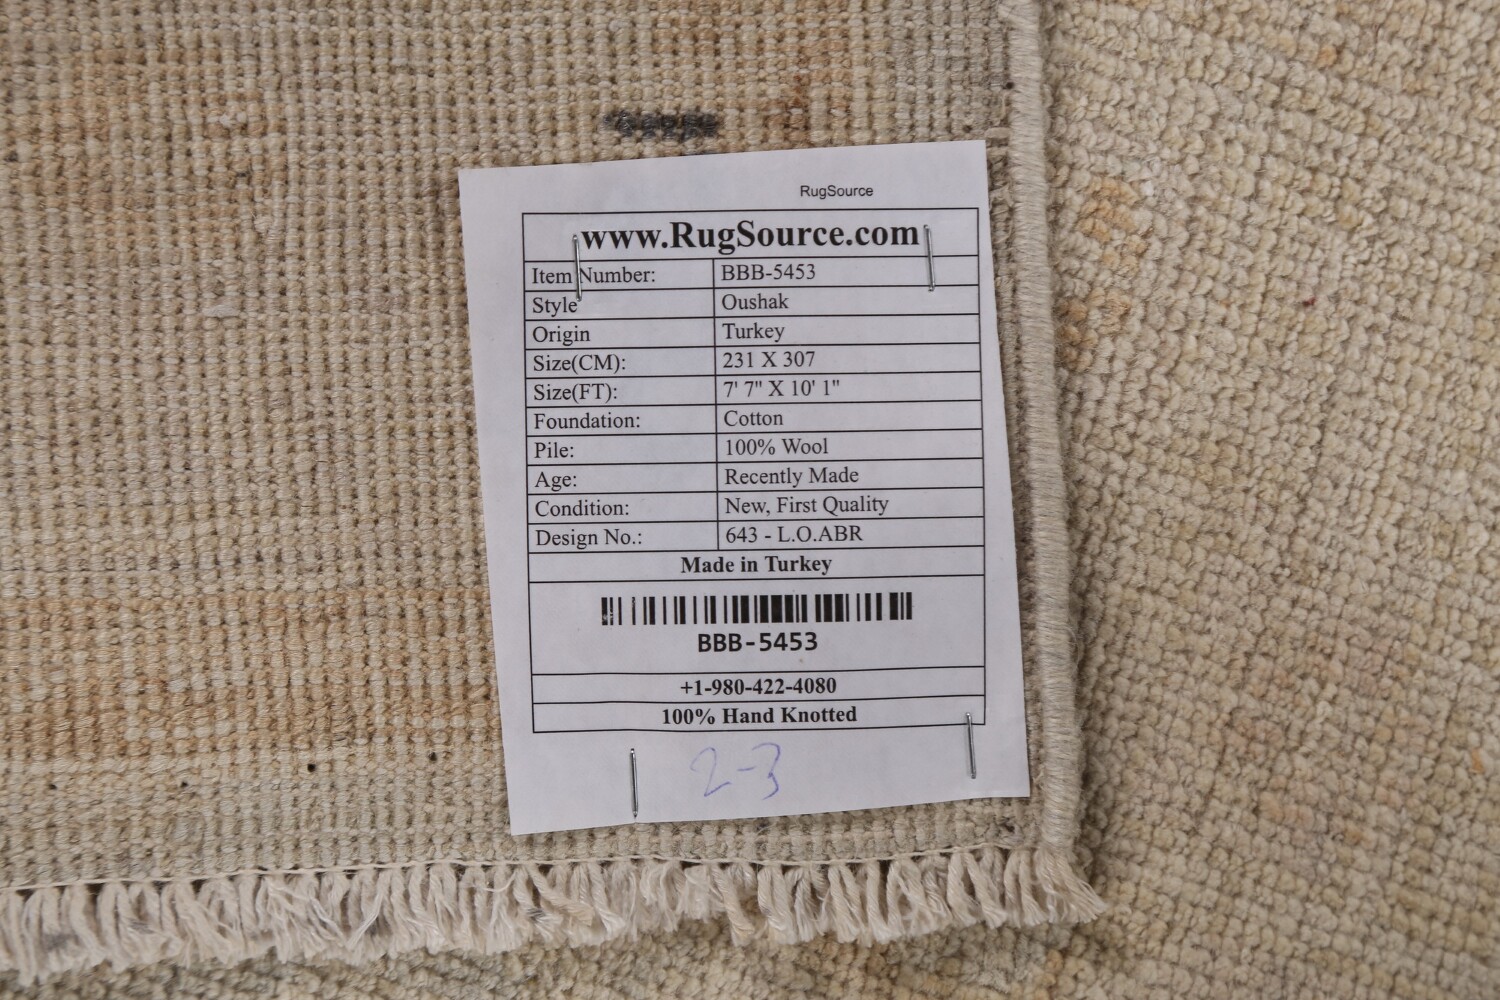 RugSource
www.RugSource.com
Item Number: BBB-5453
Style Oushak
Origin Turkey
Size(CM): 231 X 307
Size(FT): 7' 7" X 10' 1"
Foundation: Cotton
Pile: 100% Wool
Age: Recently Made
Condition: New, First Quality
Design No.: 643 - L.O.ABR
Made in Turkey
BBB-5453
+1-980-422-4080
100% Hand Knotted
2-3